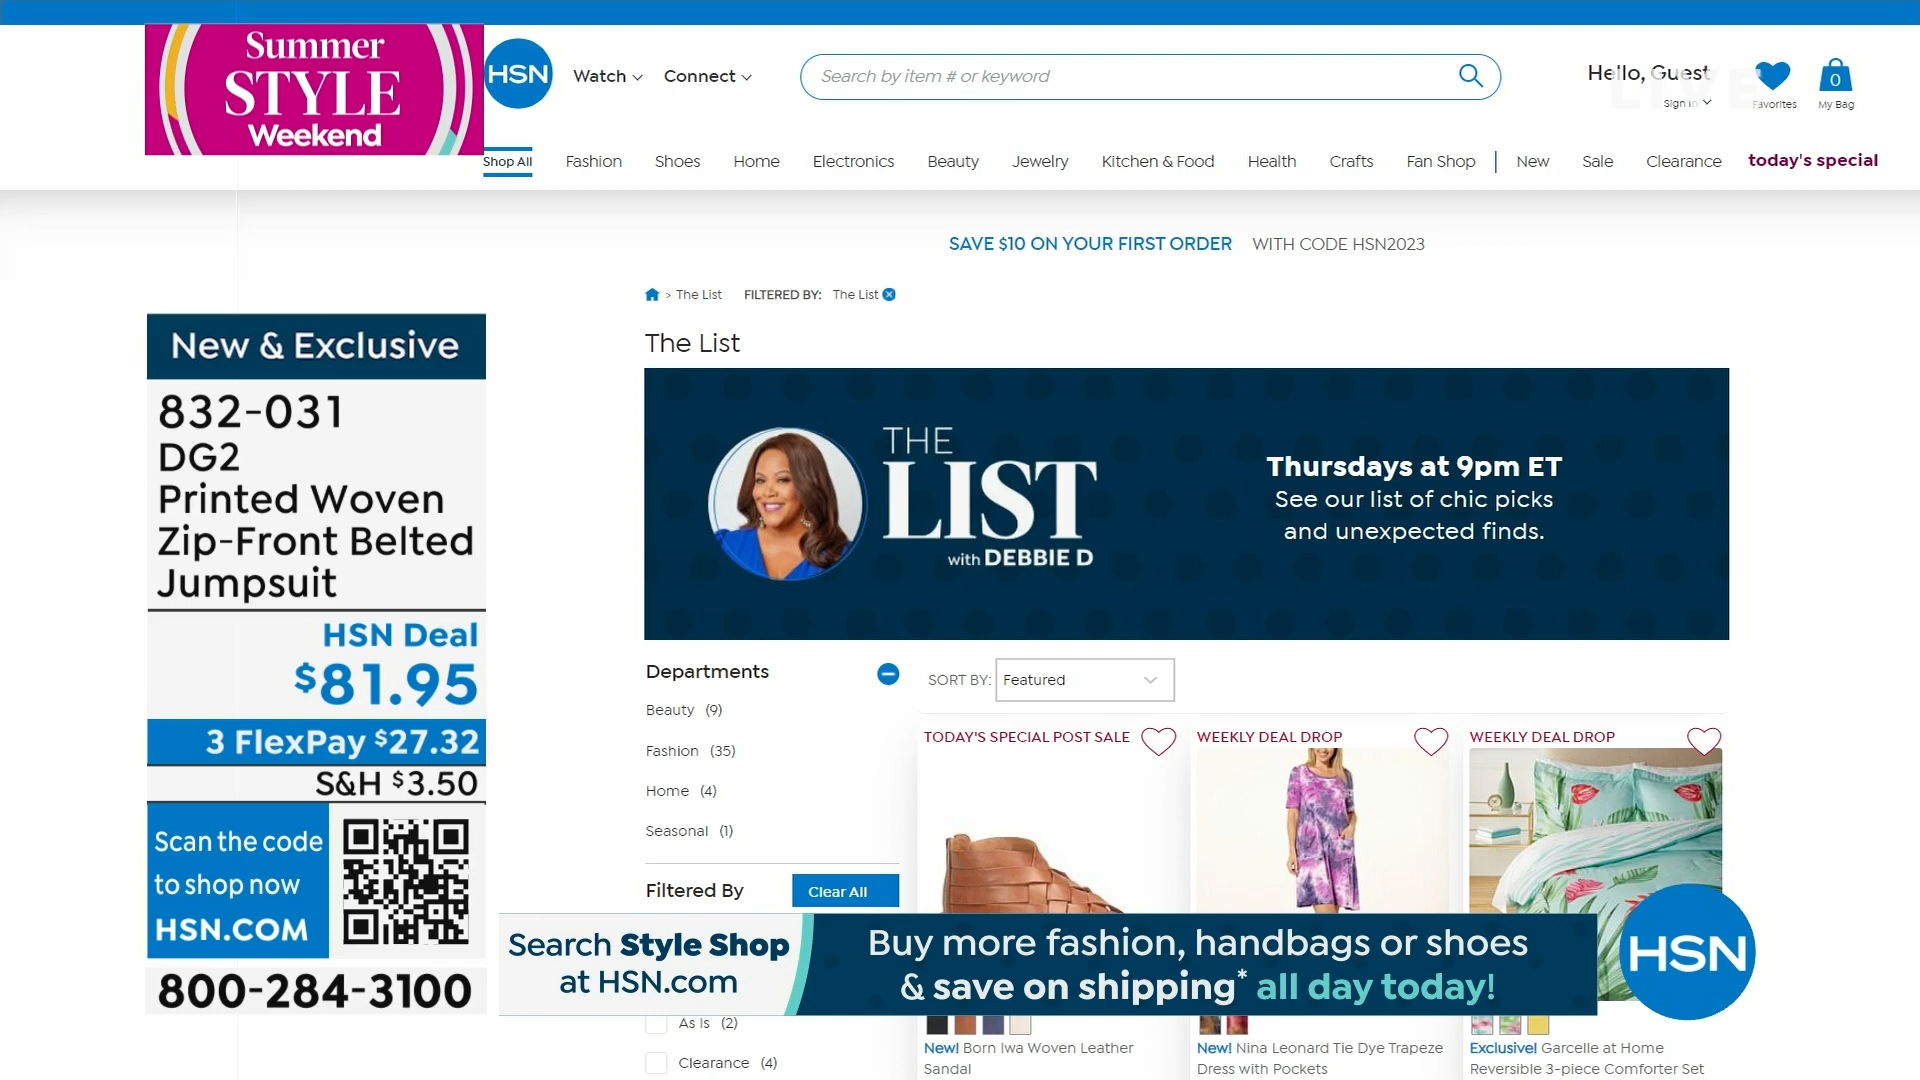 Summer
STYLE
Weekend
HSN
Watch
Connect
Search by item # or keyword
Hello, Guest
Sign in
LIVE
Favorites
0
My Bag
Shop All
Fashion
Shoes
Home
Electronics
Beauty
Jewelry
Kitchen & Food
Health
Crafts
Fan Shop
New
Sale
Clearance
today's special
SAVE $10 ON YOUR FIRST ORDER WITH CODE HSN2023
> The List FILTERED BY: The List
The List
THE
LIST
with DEBBIE D
Thursdays at 9pm ET
See our list of chic picks
and unexpected finds.
New & Exclusive
832-031
DG2
Printed Woven
Zip-Front Belted
Jumpsuit
HSN Deal
$81.95
3 FlexPay $27.32
S&H $3.50
Scan the code
to shop now
HSN.COM
800-284-3100
Departments
Beauty (9)
Fashion (35)
Home (4)
Seasonal (1)
Filtered By
Clear All
As Is (2)
Clearance (4)
SORT BY: Featured
TODAY'S SPECIAL POST SALE
WEEKLY DEAL DROP
WEEKLY DEAL DROP
Search Style Shop
at HSN.com
Buy more fashion, handbags or shoes
& save on shipping* all day today!
HSN
New! Born Iwa Woven Leather
Sandal
New! Nina Leonard Tie Dye Trapeze
Dress with Pockets
Exclusive! Garcelle at Home
Reversible 3-piece Comforter Set